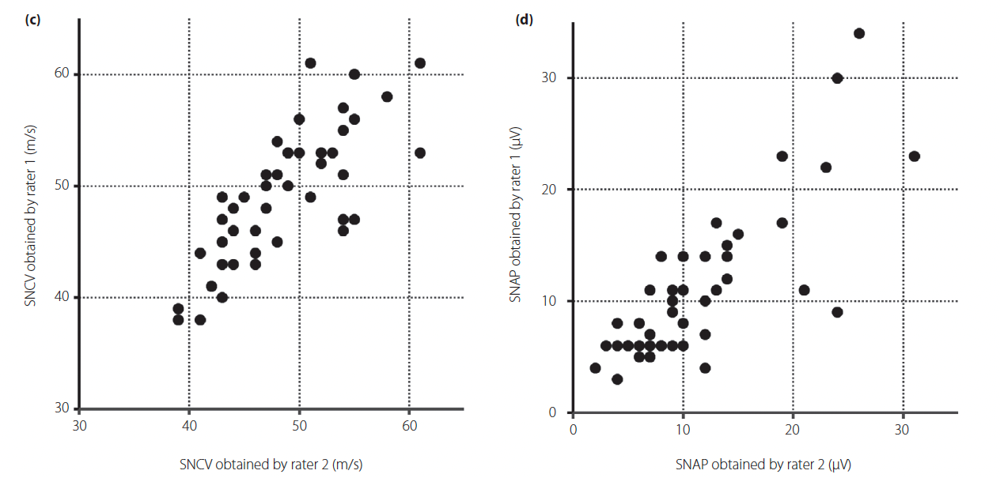 (c)
60
50
40
30
30
40
50
60
SNCV obtained by rater 1 (m/s)
SNCV obtained by rater 2 (m/s)
(d)
30
20
10
0
0
10
20
30
SNAP obtained by rater 1 (μV)
SNAP obtained by rater 2 (μV)